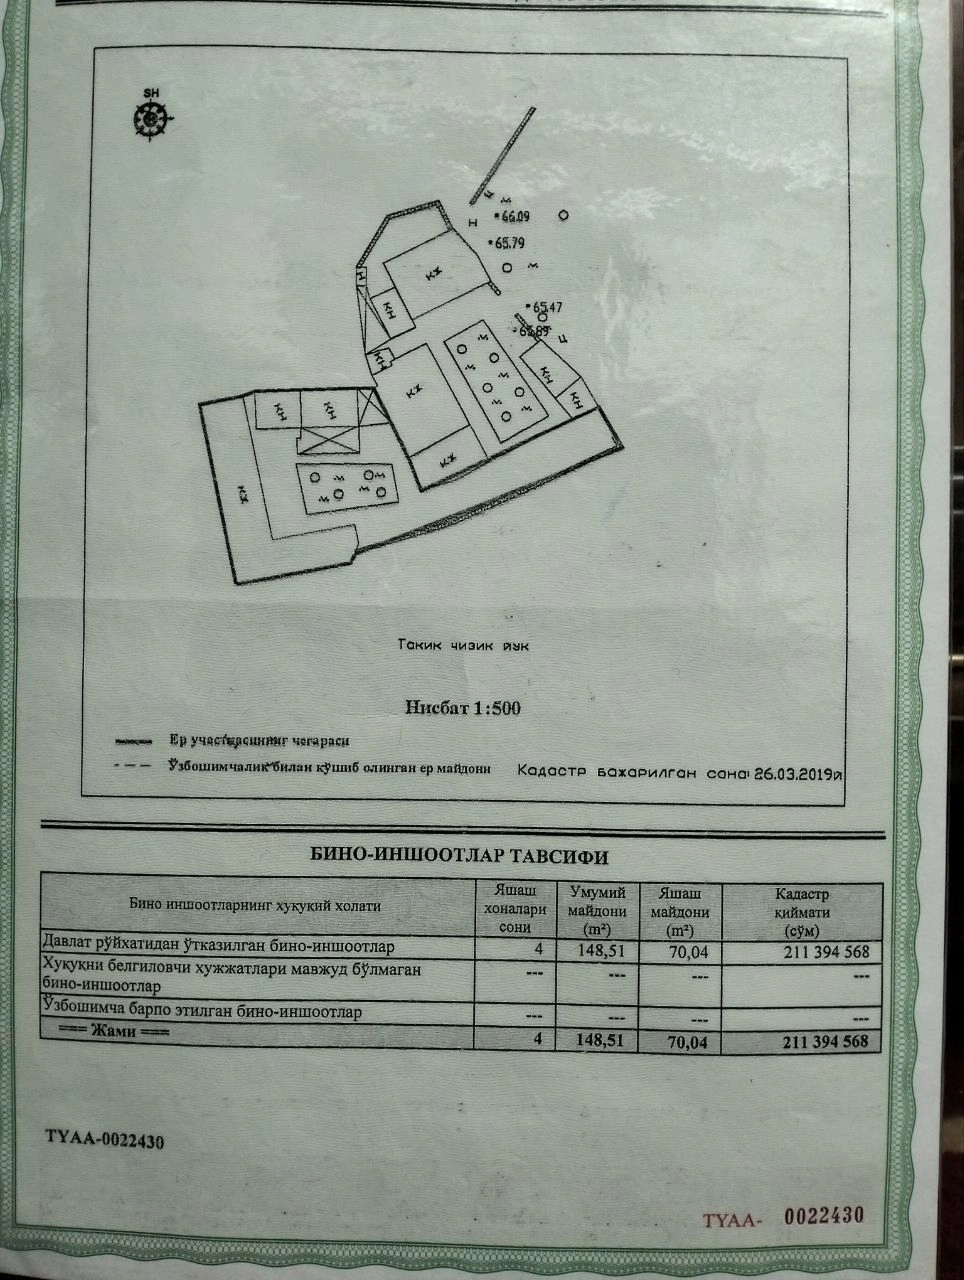 SH
КХ
КН
Н
66.09
65.79
65.47
65.89
Такик чизик йук
Нисбат 1:500
Ер участкасининг чегараси
Ўзбошимчалик билан қўшиб олинган ер майдони
Кадастр бажарилган сана: 26.03.2019й
БИНО-ИНШООТЛАР ТАВСИФИ
Бино иншоотларнинг хуқуқий холати
Яшаш хоналари сони
Умумий майдони (m²)
Яшаш майдони (m²)
Кадастр қиймати (сўм)
Давлат рўйхатидан ўтказилган бино-иншоотлар 4 148,51 70,04 211 394 568
Хуқуқни белгиловчи хужжатлари мавжуд бўлмаган
бино-иншоотлар --- --- --- ---
Ўзбошимча барпо этилган бино-иншоотлар --- --- --- ---
=== Жами === 4 148,51 70,04 211 394 568
TYAA-0022430
TYAA- 0022430